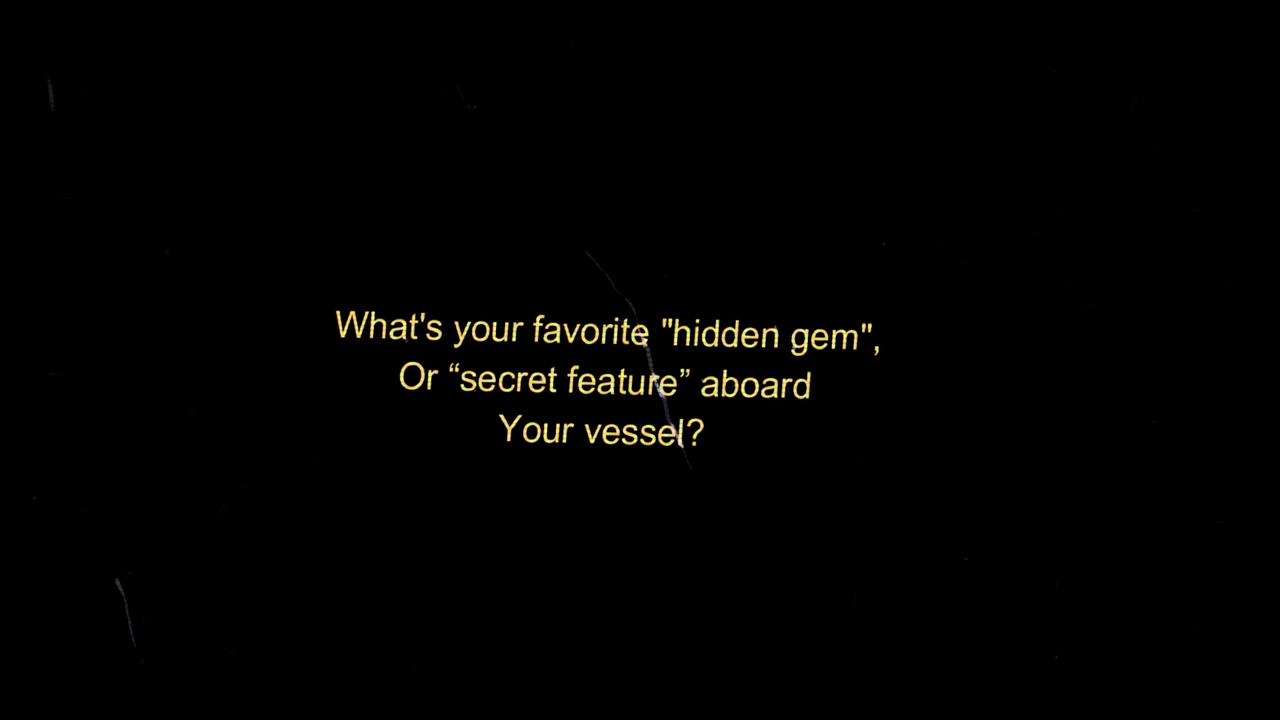 What's your favorite "hidden gem",
Or “secret feature” aboard
Your vessel?